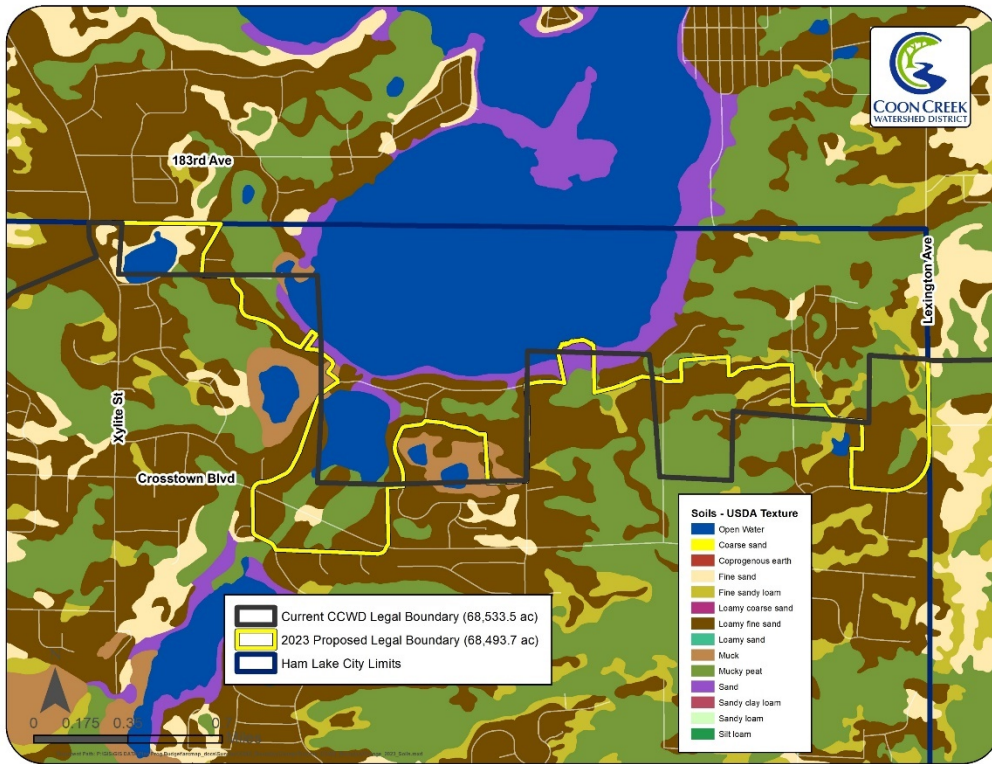 COON CREEK
WATERSHED DISTRICT
183rd Ave
Lexington Ave
Xylite St
Crosstown Blvd
Soils - USDA Texture
Open Water
Coarse sand
Coprogenous earth
Fine sand
Fine sandy loam
Loamy coarse sand
Loamy fine sand
Loamy sand
Muck
Mucky peat
Sand
Sandy clay loam
Sandy loam
Silt loam
Current CCWD Legal Boundary (68,533.5 ac)
2023 Proposed Legal Boundary (68,493.7 ac)
Ham Lake City Limits
0 0.175 0.35